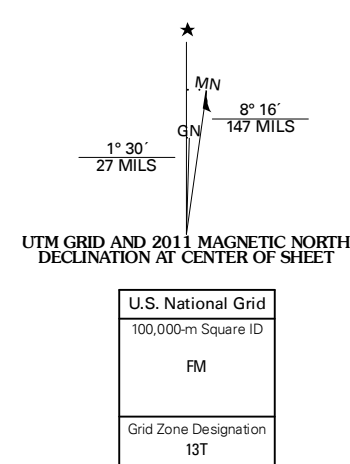 ★
MN
GN
8° 16´
147 MILS
1° 30´
27 MILS
UTM GRID AND 2011 MAGNETIC NORTH
DECLINATION AT CENTER OF SHEET
U.S. National Grid
100,000-m Square ID
FM
Grid Zone Designation
13T